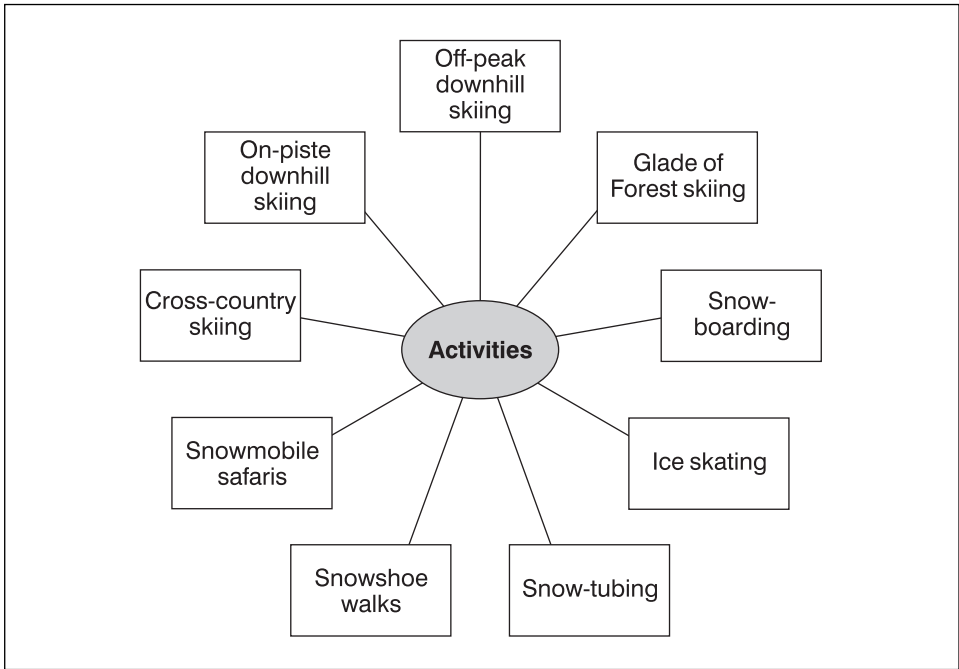 Off-peak
downhill
skiing
On-piste
downhill
skiing
Glade of
Forest skiing
Cross-country
skiing
Snow-
boarding
Activities
Snowmobile
safaris
Ice skating
Snowshoe
walks
Snow-tubing